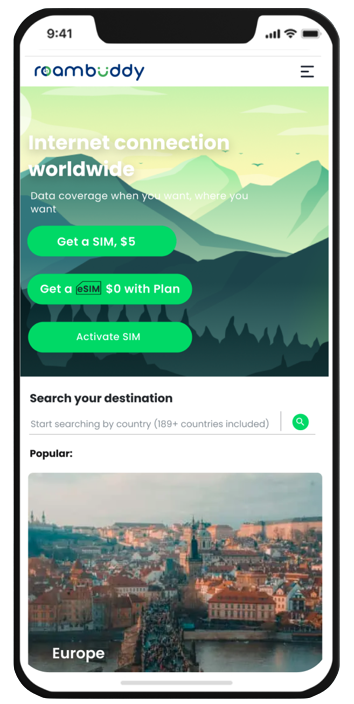 9:41
roambuddy
Internet connection
worldwide
Data coverage when you want, where you
want
Get a SIM, $5
Get a eSIM $0 with Plan
Activate SIM
Search your destination
Start searching by country (189+ countries included)
Popular:
Europe